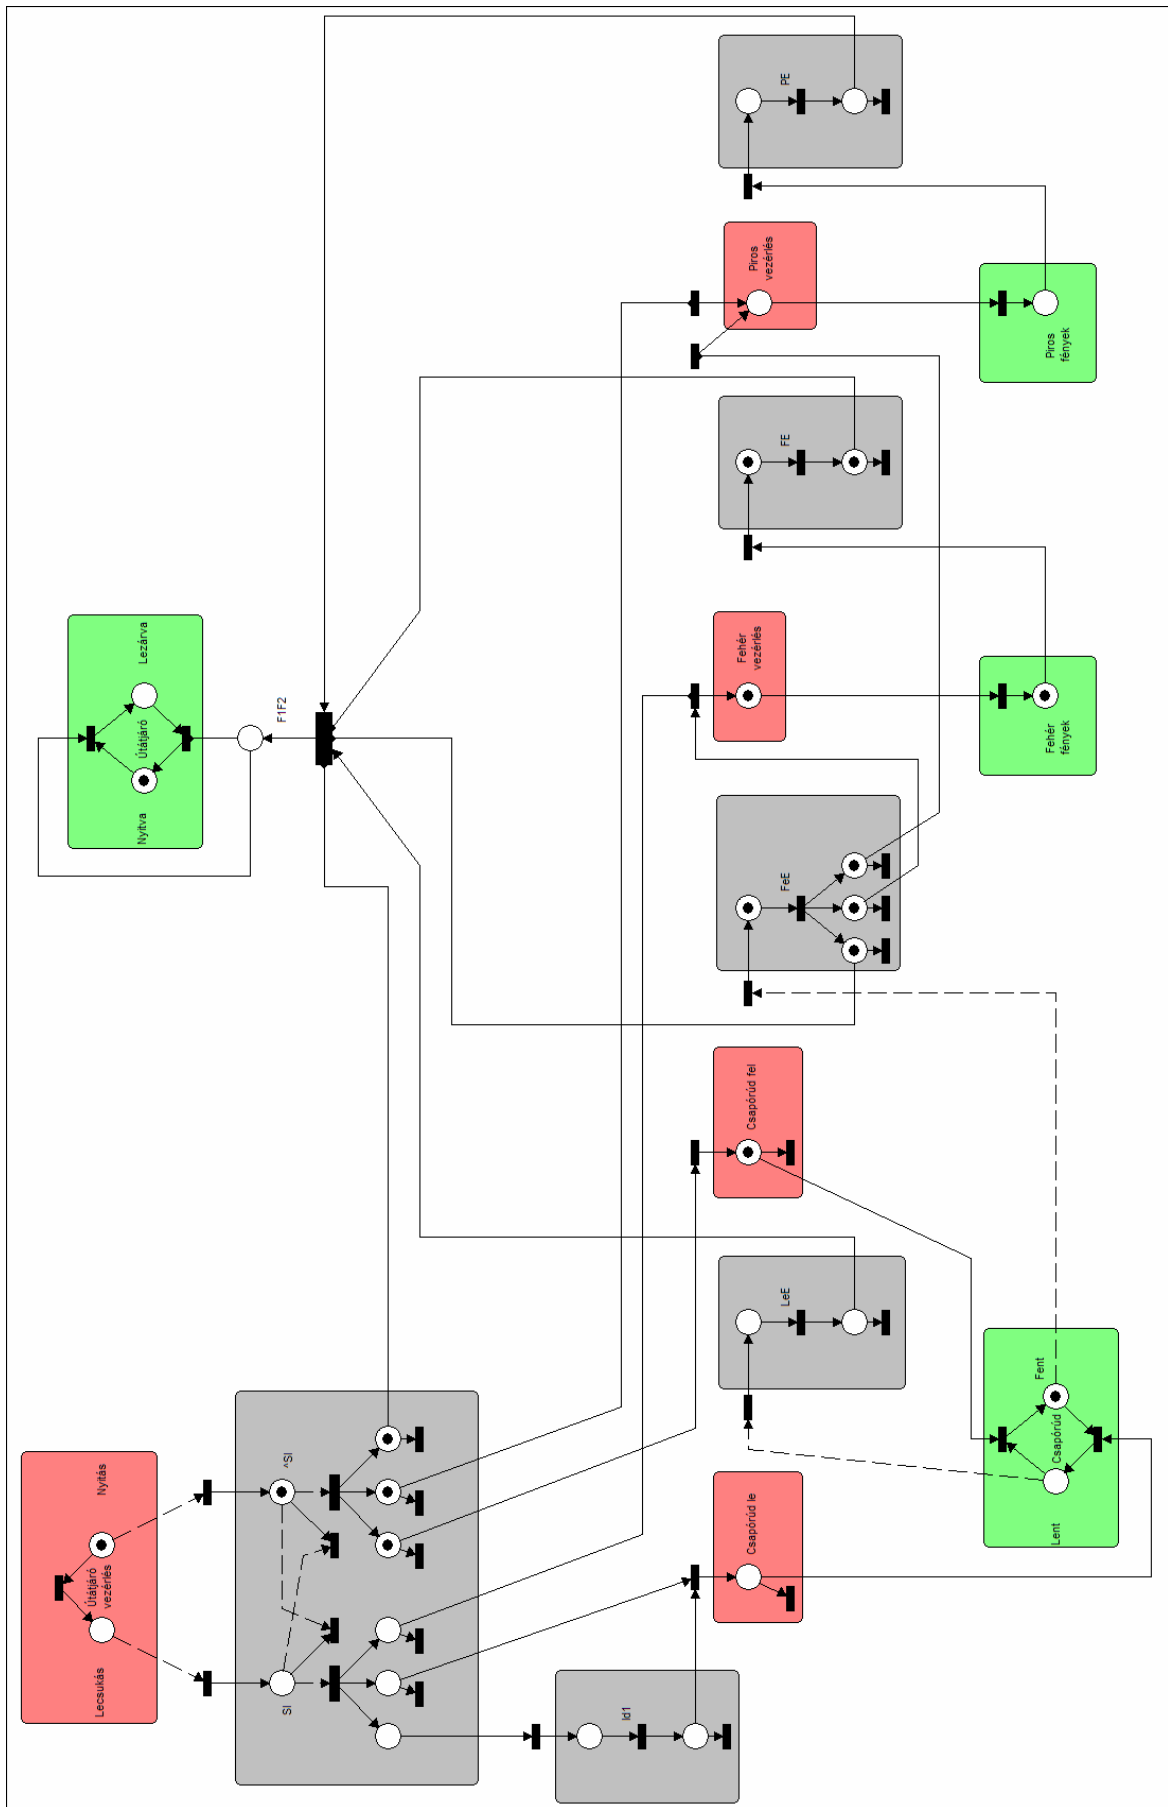 Lecsukás
Útátjáró
vezérlés
Nyitás
Nyitva
Útátjáró
Lezárva
SI
^SI
F1F2
Id1
Csapórúd le
LeE
Csapórúd fel
FeE
Fehér
vezérlés
FE
Piros
vezérlés
PE
Lent
Csapórúd
Fent
Fehér
fények
Piros
fények